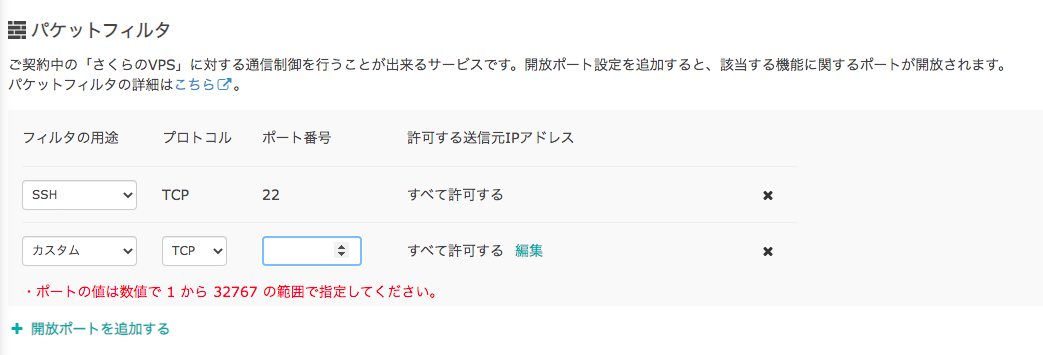 パケットフィルタ
ご契約中の「さくらのVPS」に対する通信制御を行うことが出来るサービスです。開放ポート設定を追加すると、該当する機能に関するポートが開放されます。
パケットフィルタの詳細はこちら。
フィルタの用途 プロトコル ポート番号 許可する送信元IPアドレス
SSH TCP 22 すべて許可する
カスタム TCP すべて許可する 編集
・ポートの値は数値で 1 から 32767 の範囲で指定してください。
開放ポートを追加する